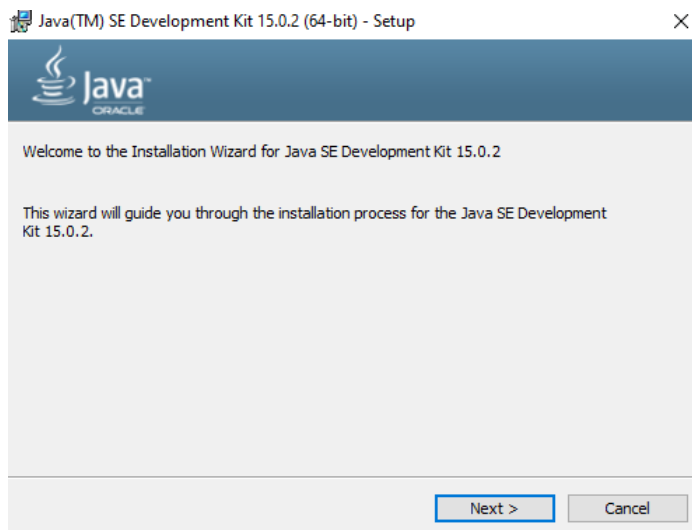 Java(TM) SE Development Kit 15.0.2 (64-bit) - Setup
Java™
ORACLE
Welcome to the Installation Wizard for Java SE Development Kit 15.0.2
This wizard will guide you through the installation process for the Java SE Development
Kit 15.0.2.
Next >
Cancel